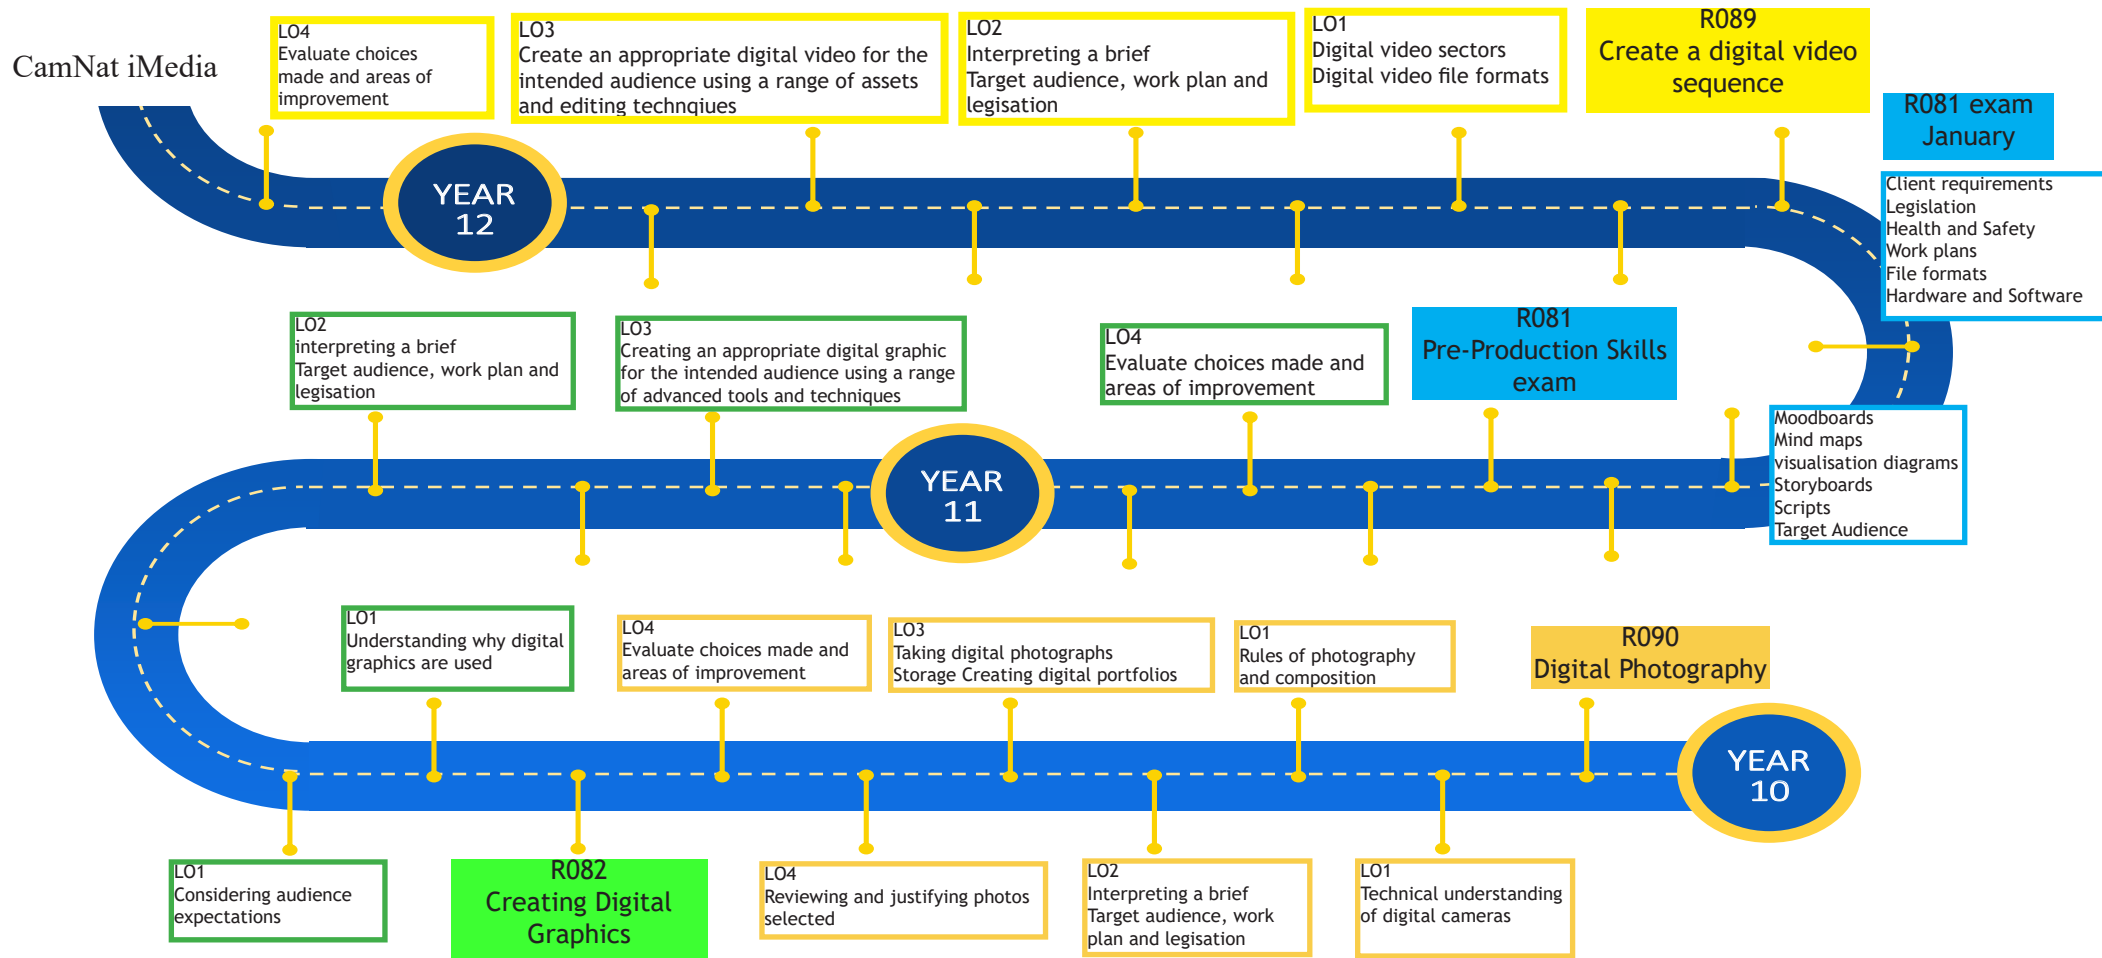 CamNat iMedia
LO4
Evaluate choices
made and areas of
improvement
LO3
Create an appropriate digital video for the
intended audience using a range of assets
and editing technqiues
LO2
Interpreting a brief
Target audience, work plan and
legisation
LO1
Digital video sectors
Digital video file formats
R089
Create a digital video
sequence
R081 exam
January
Client requirements
Legislation
Health and Safety
Work plans
File formats
Hardware and Software
YEAR
12
LO2
interpreting a brief
Target audience, work plan and
legisation
LO3
Creating an appropriate digital graphic
for the intended audience using a range
of advanced tools and techniques
LO4
Evaluate choices made and
areas of improvement
R081
Pre-Production Skills
exam
Moodboards
Mind maps
visualisation diagrams
Storyboards
Scripts
Target Audience
YEAR
11
LO1
Understanding why digital
graphics are used
LO4
Evaluate choices made and
areas of improvement
LO3
Taking digital photographs
Storage Creating digital portfolios
LO1
Rules of photography
and composition
R090
Digital Photography
YEAR
10
LO1
Considering audience
expectations
R082
Creating Digital
Graphics
LO4
Reviewing and justifying photos
selected
LO2
Interpreting a brief
Target audience, work
plan and legisation
LO1
Technical understanding
of digital cameras